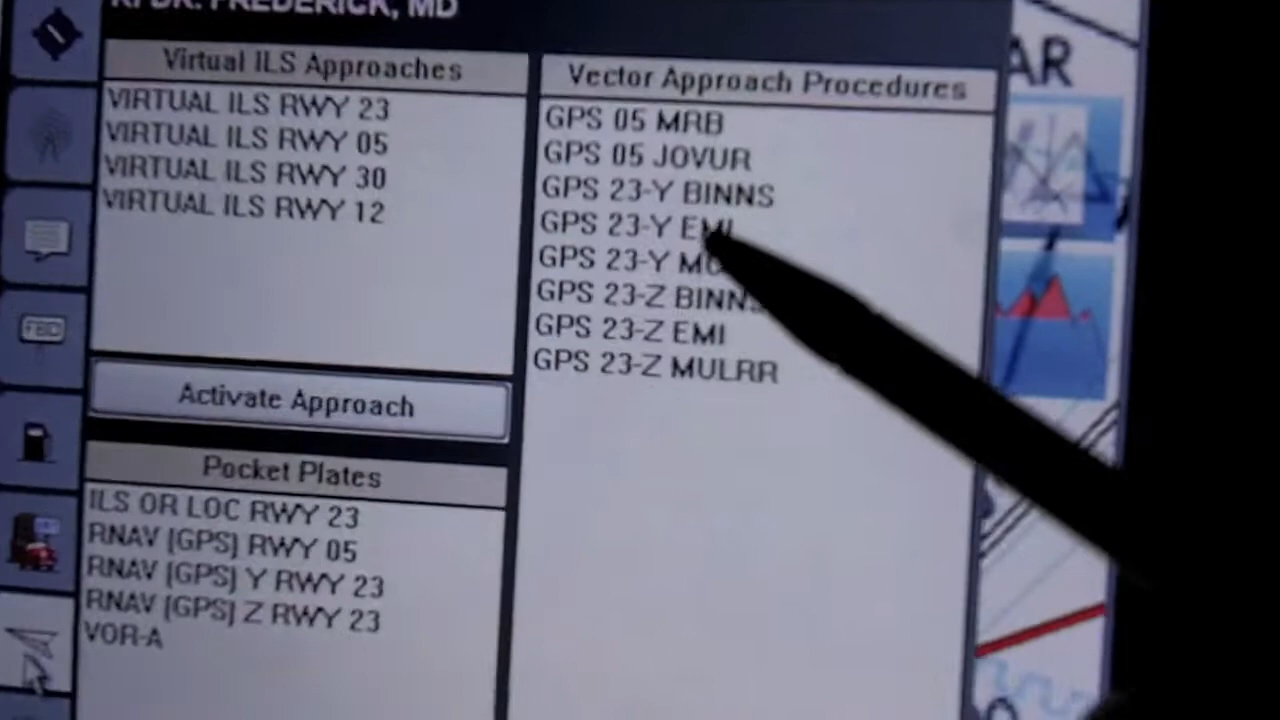 FREDERICK, MD
Virtual ILS Approaches
VIRTUAL ILS RWY 23
VIRTUAL ILS RWY 05
VIRTUAL ILS RWY 30
VIRTUAL ILS RWY 12
Activate Approach
Pocket Plates
ILS OR LOC RWY 23
RNAV (GPS) RWY 05
RNAV (GPS) Y RWY 23
RNAV (GPS) Z RWY 23
VOR-A
Vector Approach Procedures
GPS 05 MRB
GPS 05 JOVUR
GPS 23-Y BINNS
GPS 23-Y EMI
GPS 23-Y
GPS 23-Z BINNS
GPS 23-Z EMI
GPS 23-Z MULRR
AR
FBO